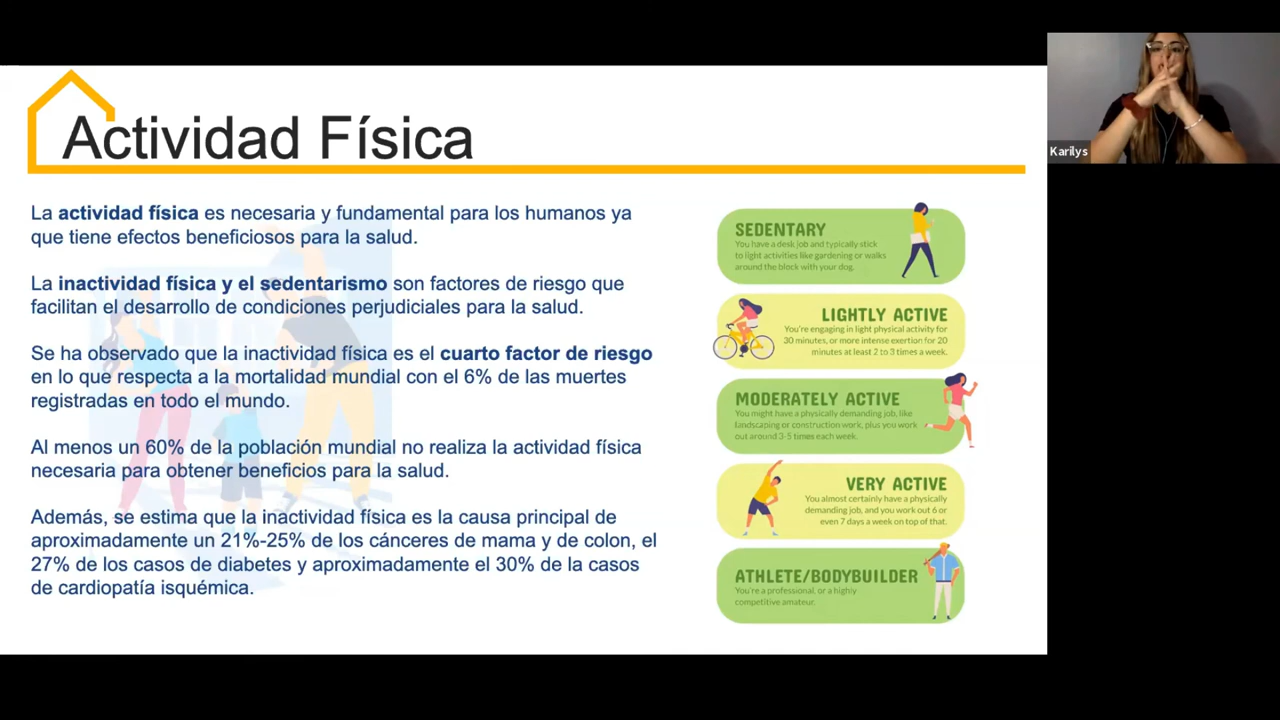 Actividad Física
La actividad física es necesaria y fundamental para los humanos ya
que tiene efectos beneficiosos para la salud.
La inactividad física y el sedentarismo son factores de riesgo que
facilitan el desarrollo de condiciones perjudiciales para la salud.
Se ha observado que la inactividad física es el cuarto factor de riesgo
en lo que respecta a la mortalidad mundial con el 6% de las muertes
registradas en todo el mundo.
Al menos un 60% de la población mundial no realiza la actividad física
necesaria para obtener beneficios para la salud.
Además, se estima que la inactividad física es la causa principal de
aproximadamente un 21%-25% de los cánceres de mama y de colon, el
27% de los casos de diabetes y aproximadamente el 30% de la casos
de cardiopatía isquémica.
SEDENTARY
You have a desk job and typically stick
to light activities like gardening or walks
around the block with your dog.
LIGHTLY ACTIVE
You're engaging in light physical activity for
30 minutes, or more intense exertion for 20
minutes at least 2 to 3 times a week.
MODERATELY ACTIVE
You might have a physically demanding job, like
landscaping or construction work, plus you work
out around 3-5 times each week.
VERY ACTIVE
You almost certainly have a physically
demanding job, and you work out 6 or
even 7 days a week on top of that.
ATHLETE/BODYBUILDER
You're a professional, or a highly
competitive amateur.
Karilys